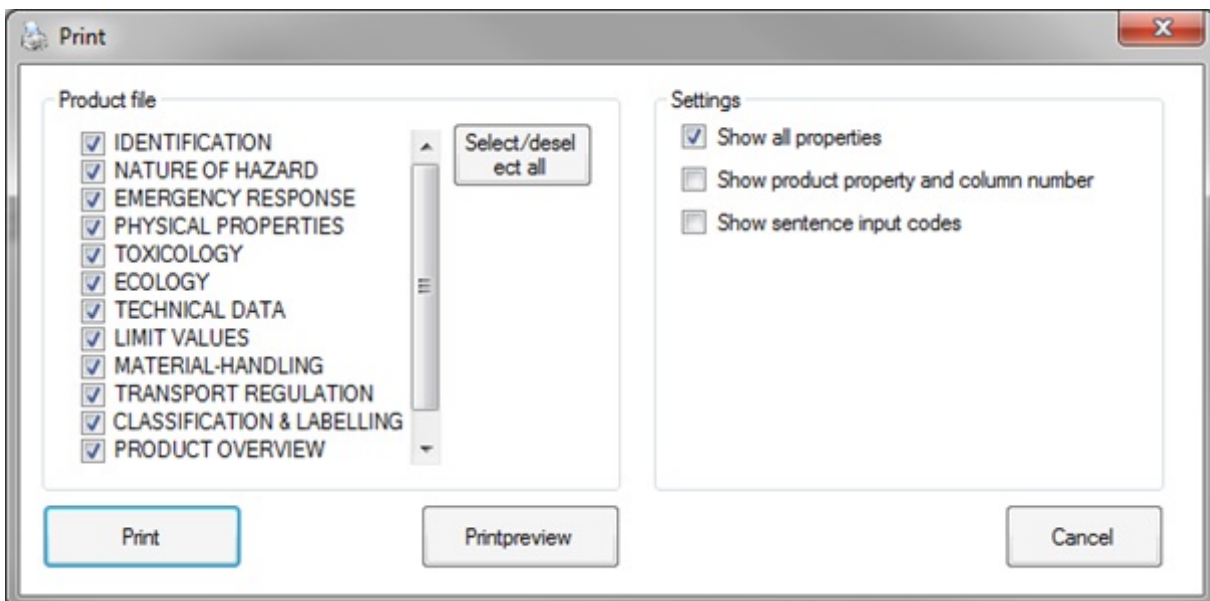 Print
Product file
IDENTIFICATION
NATURE OF HAZARD
EMERGENCY RESPONSE
PHYSICAL PROPERTIES
TOXICOLOGY
ECOLOGY
TECHNICAL DATA
LIMIT VALUES
MATERIAL-HANDLING
TRANSPORT REGULATION
CLASSIFICATION & LABELLING
PRODUCT OVERVIEW
Select/desel
ect all
Settings
Show all properties
Show product property and column number
Show sentence input codes
Print
Printpreview
Cancel